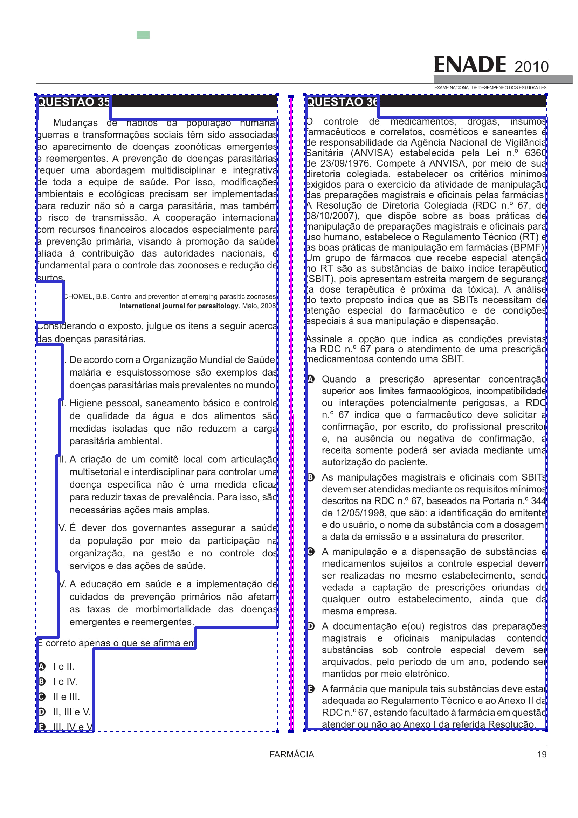 ENADE 2010
EXAME NACIONAL DE DESEMPENHO DOS ESTUDANTES
QUESTÃO 35
Mudanças de hábitos da população humana,
guerras e transformações sociais têm sido associadas
ao aparecimento de doenças zoonóticas emergentes
e reemergentes. A prevenção de doenças parasitárias
requer uma abordagem multidisciplinar e integrativa
de toda a equipe de saúde. Por isso, modificações
ambientais e ecológicas precisam ser implementadas
para reduzir não só a carga parasitária, mas também
o risco de transmissão. A cooperação internacional
com recursos financeiros alocados especialmente para
a prevenção primária, visando à promoção da saúde,
aliada à contribuição das autoridades nacionais, é
fundamental para o controle das zoonoses e redução de
surtos.
CHOMEL, B.B. Control and prevention of emerging parasitic zoonoses.
International journal for parasitology. Maio, 2008.
Considerando o exposto, julgue os itens a seguir acerca
das doenças parasitárias.
I. De acordo com a Organização Mundial de Saúde,
malária e esquistossomose são exemplos das
doenças parasitárias mais prevalentes no mundo.
II. Higiene pessoal, saneamento básico e controle
de qualidade da água e dos alimentos são
medidas isoladas que não reduzem a carga
parasitária ambiental.
III. A criação de um comitê local com articulação
multisetorial e interdisciplinar para controlar uma
doença específica não é uma medida eficaz
para reduzir taxas de prevalência. Para isso, são
necessárias ações mais amplas.
IV. É dever dos governantes assegurar a saúde
da população por meio da participação na
organização, na gestão e no controle dos
serviços e das ações de saúde.
V. A educação em saúde e a implementação de
cuidados de prevenção primários não afetam
as taxas de morbimortalidade das doenças
emergentes e reemergentes.
É correto apenas o que se afirma em
A I e II.
B I e IV.
C II e III.
D II, III e V.
E III, IV e V.
QUESTÃO 36
O controle de medicamentos, drogas, insumos
farmacêuticos e correlatos, cosméticos e saneantes é
de responsabilidade da Agência Nacional de Vigilância
Sanitária (ANVISA) estabelecida pela Lei n.º 6360
de 23/09/1976. Compete à ANVISA, por meio de sua
diretoria colegiada, estabelecer os critérios mínimos
exigidos para o exercício da atividade de manipulação
das preparações magistrais e oficinais pelas farmácias.
A Resolução de Diretoria Colegiada (RDC n.º 67, de
08/10/2007), que dispõe sobre as boas práticas de
manipulação de preparações magistrais e oficinais para
uso humano, estabelece o Regulamento Técnico (RT) e
as boas práticas de manipulação em farmácias (BPMF).
Um grupo de fármacos que recebe especial atenção
no RT são as substâncias de baixo índice terapêutico
(SBIT), pois apresentam estreita margem de segurança
(a dose terapêutica é próxima da tóxica). A análise
do texto proposto indica que as SBITs necessitam de
atenção especial do farmacêutico e de condições
especiais à sua manipulação e dispensação.
Assinale a opção que indica as condições previstas
na RDC n.º 67 para o atendimento de uma prescrição
medicamentosa contendo uma SBIT.
A Quando a prescrição apresentar concentração
superior aos limites farmacológicos, incompatibilidade
ou interações potencialmente perigosas, a RDC
n.º 67 indica que o farmacêutico deve solicitar a
confirmação, por escrito, do profissional prescritor
e, na ausência ou negativa de confirmação, a
receita somente poderá ser aviada mediante uma
autorização do paciente.
B As manipulações magistrais e oficinais com SBITs
devem ser atendidas mediante os requisitos mínimos
descritos na RDC n.º 67, baseados na Portaria n.º 344
de 12/05/1998, que são: a identificação do emitente
e do usuário, o nome da substância com a dosagem,
a data da emissão e a assinatura do prescritor.
C A manipulação e a dispensação de substâncias e
medicamentos sujeitos a controle especial devem
ser realizadas no mesmo estabelecimento, sendo
vedada a captação de prescrições oriundas de
qualquer outro estabelecimento, ainda que da
mesma empresa.
D A documentação e(ou) registros das preparações
magistrais e oficinais manipuladas contendo
substâncias sob controle especial devem ser
arquivados, pelo período de um ano, podendo ser
mantidos por meio eletrônico.
E A farmácia que manipula tais substâncias deve estar
adequada ao Regulamento Técnico e ao Anexo II da
RDC n.º 67, estando facultado à farmácia em questão
atender ou não ao Anexo I da referida Resolução.
FARMÁCIA
19